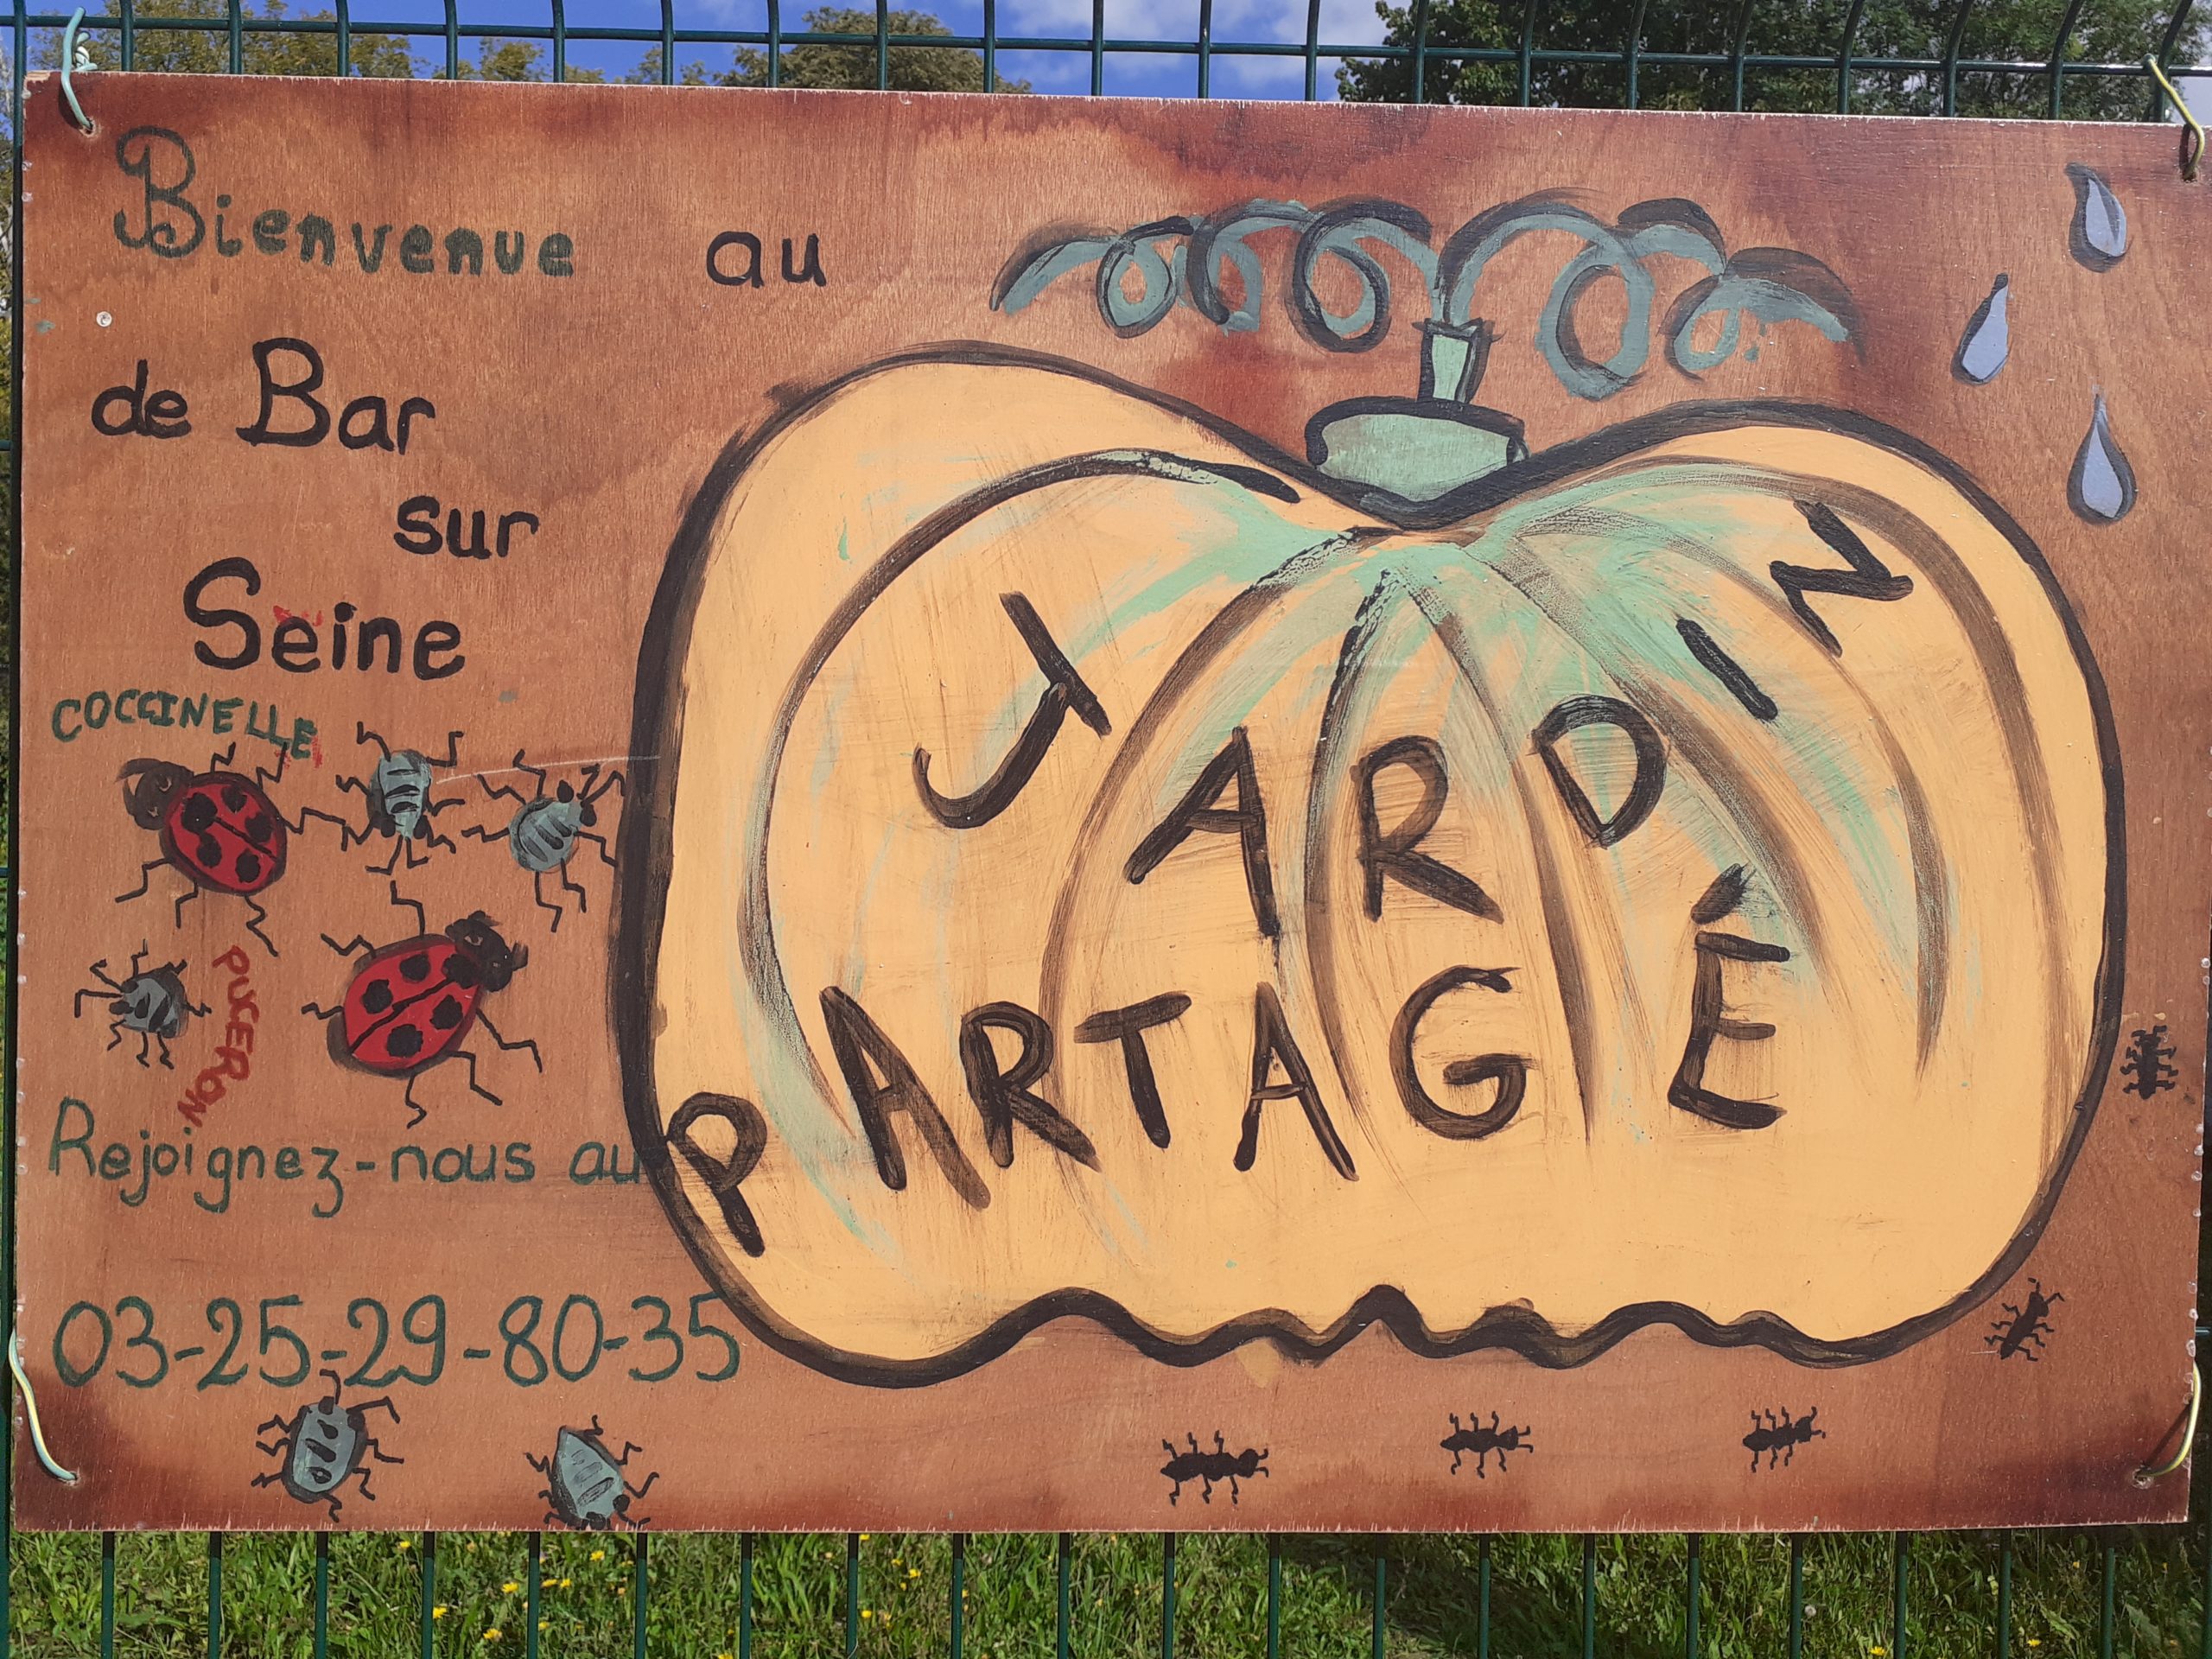 Bienvenue au
JARDIN
PARTAGÉ
de Bar
sur
Seine
COCCINELLE
PUCERON
Rejoignez-nous au
03-25-29-80-35